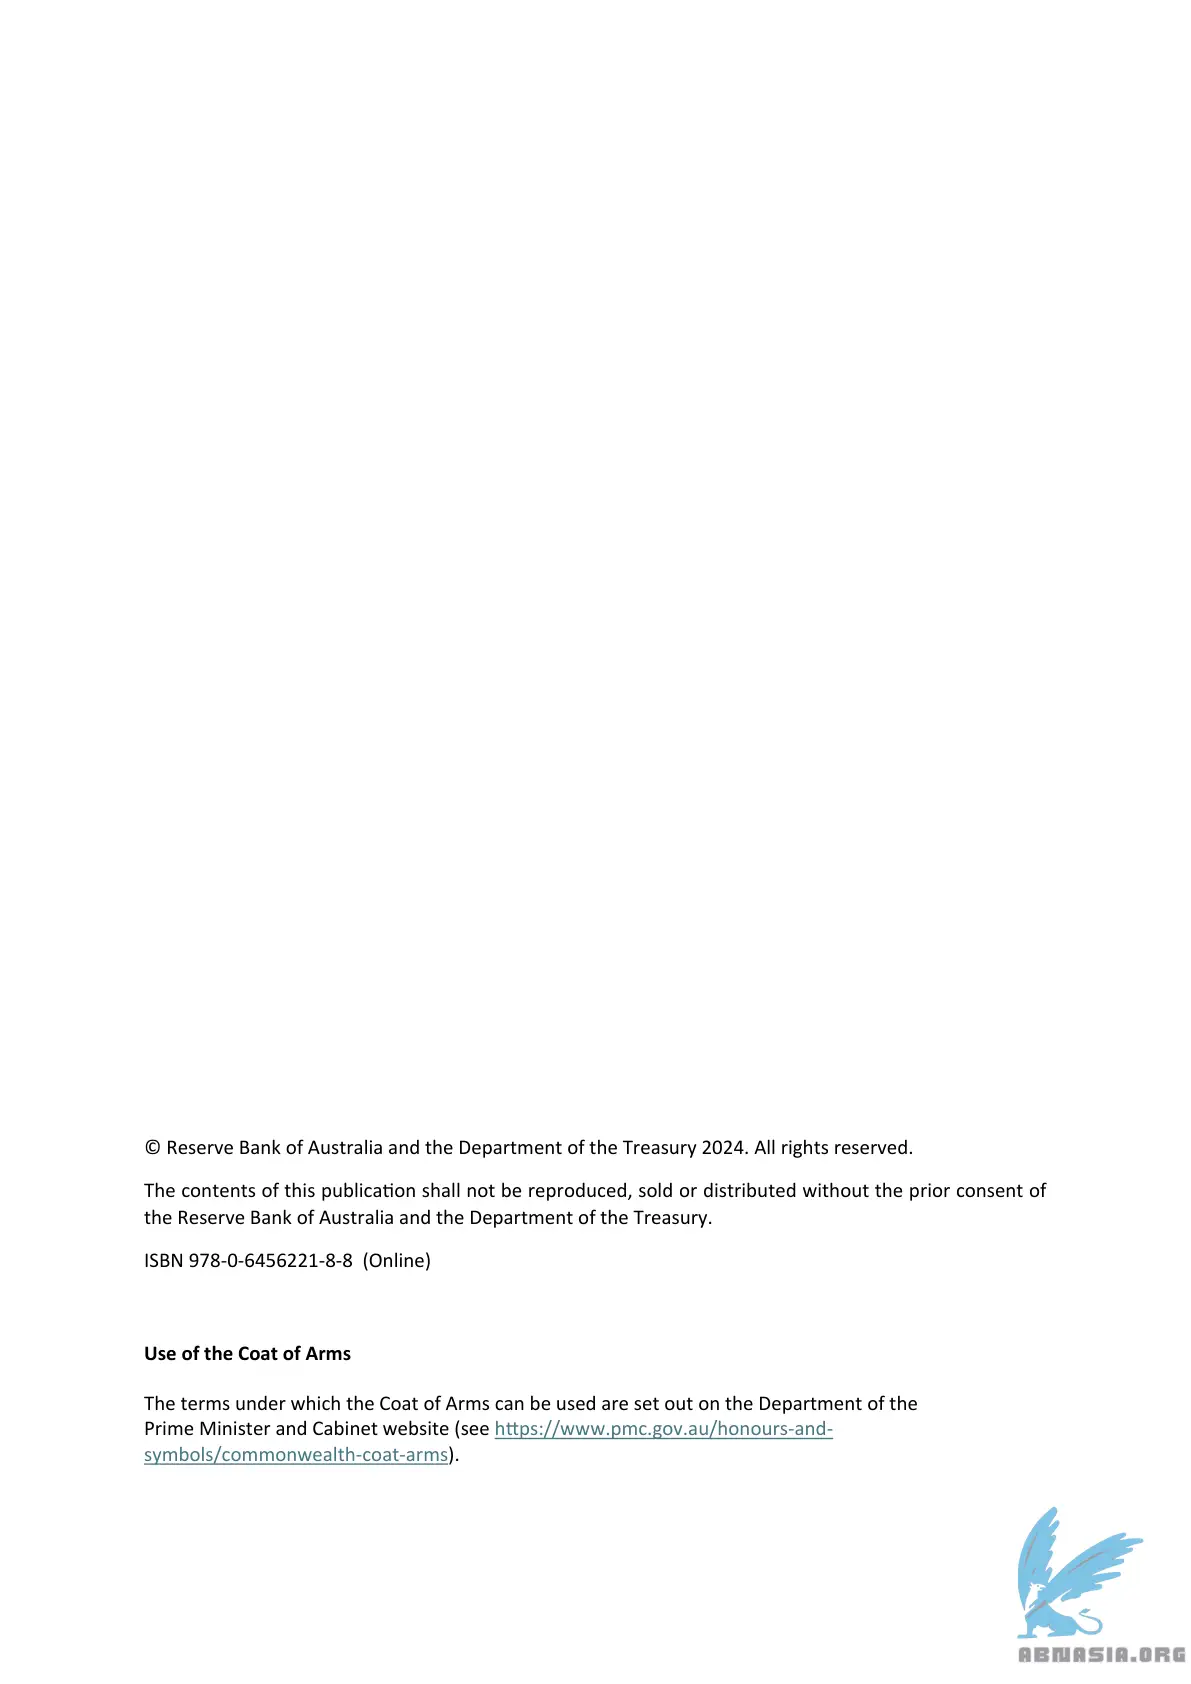 © Reserve Bank of Australia and the Department of the Treasury 2024. All rights reserved.
The contents of this publication shall not be reproduced, sold or distributed without the prior consent of
the Reserve Bank of Australia and the Department of the Treasury.
ISBN 978-0-6456221-8-8 (Online)
Use of the Coat of Arms
The terms under which the Coat of Arms can be used are set out on the Department of the
Prime Minister and Cabinet website (see https://www.pmc.gov.au/honours-and-
symbols/commonwealth-coat-arms).
ABNASIA.ORG